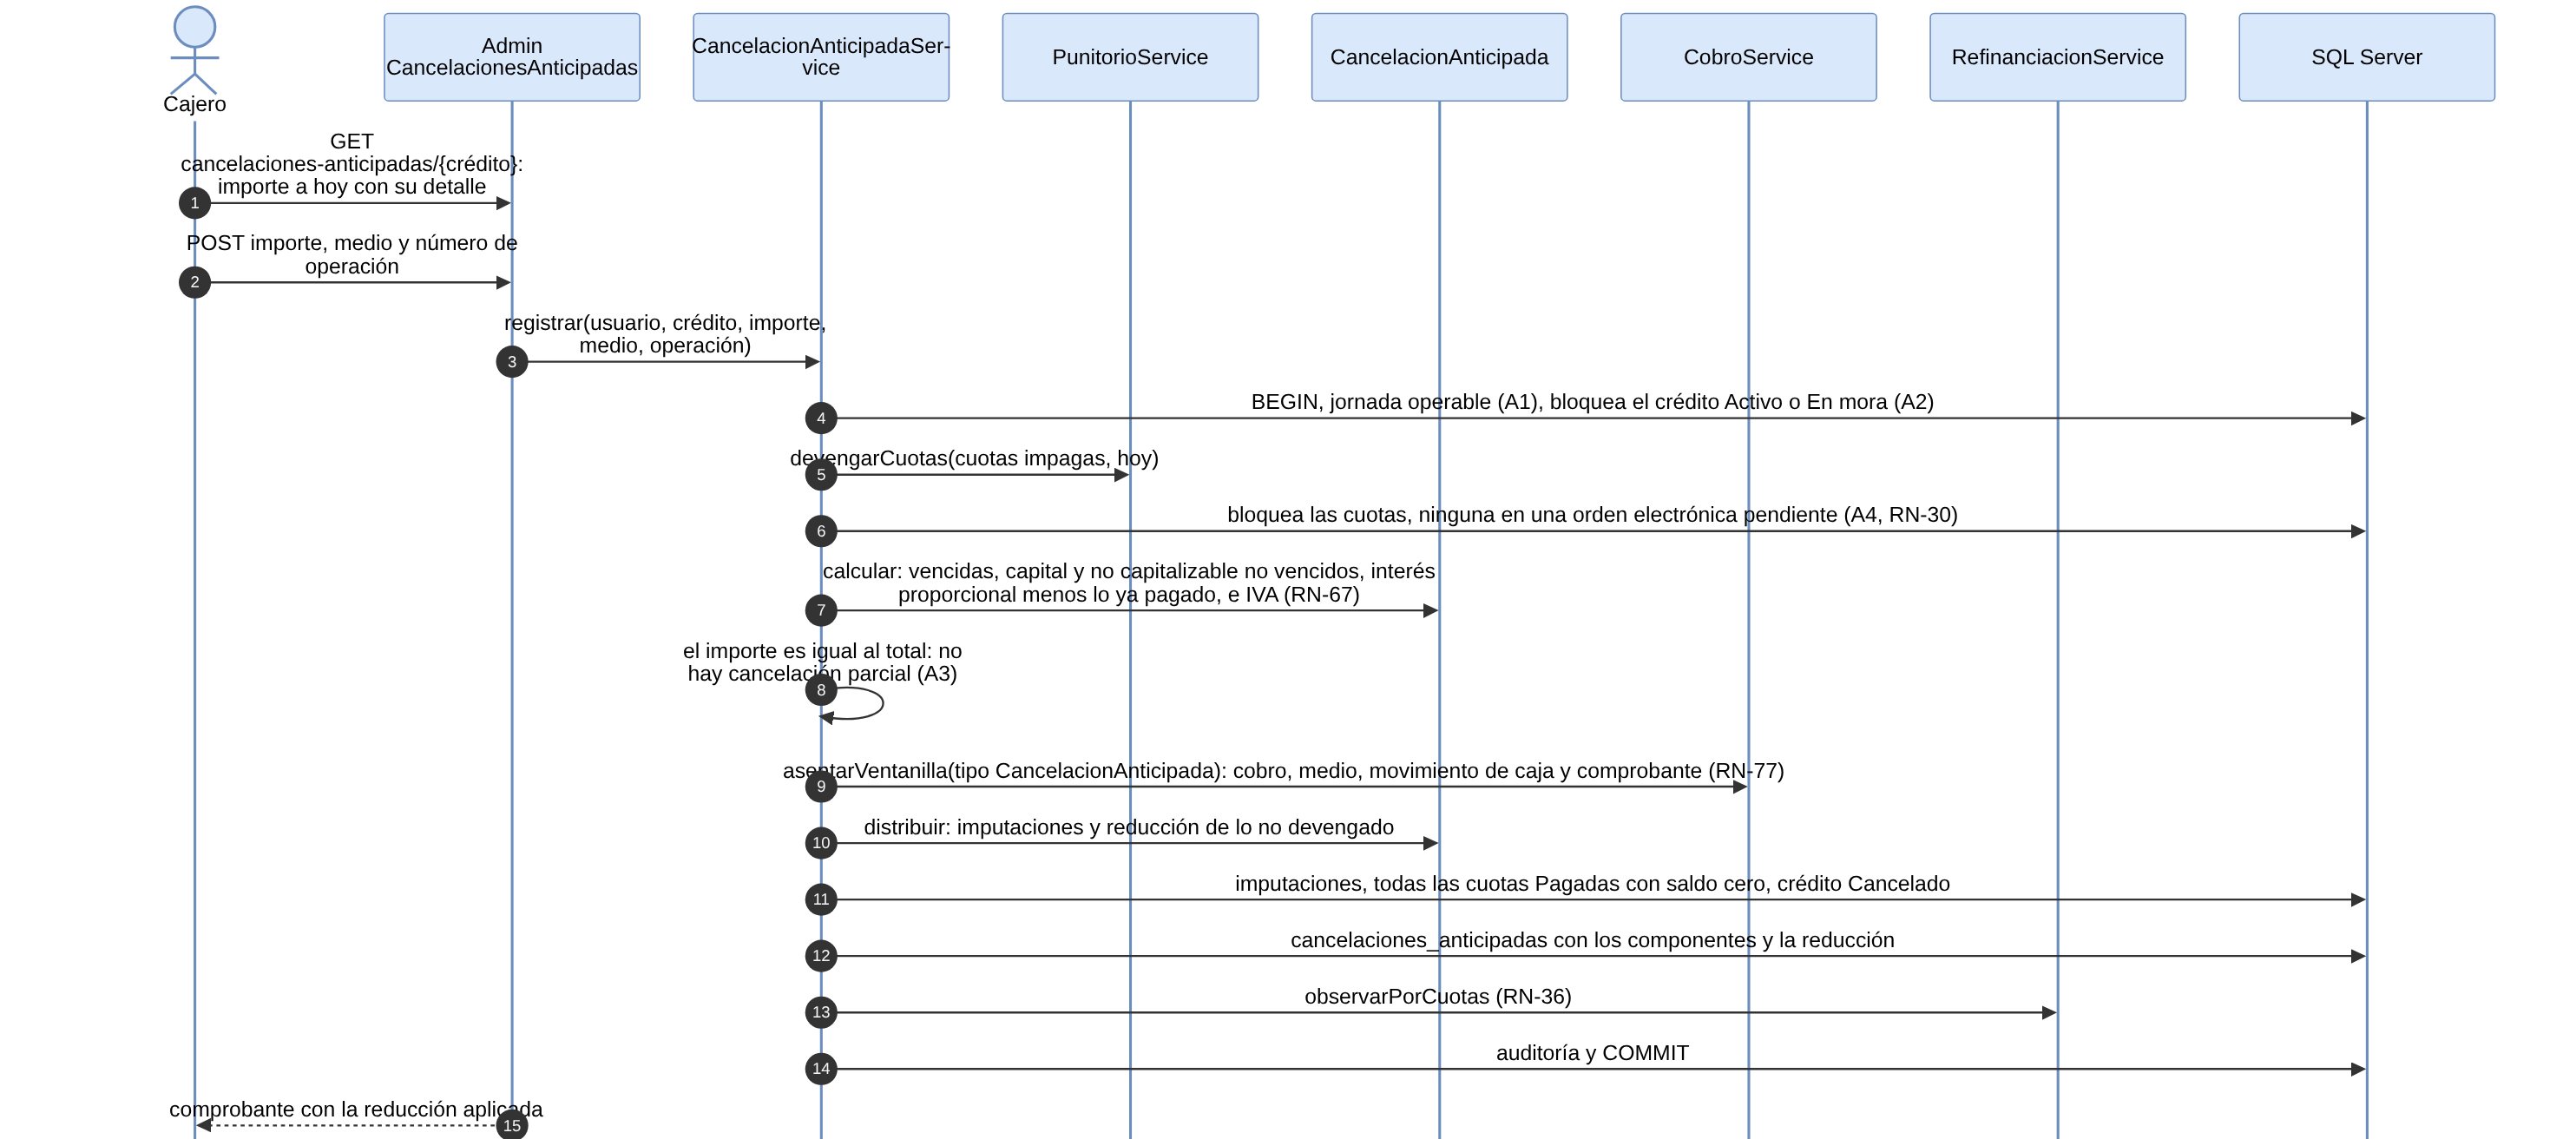 Cajero
Admin
CancelacionesAnticipadas
CancelacionAnticipadaSer-
vice
PunitorioService
CancelacionAnticipada
CobroService
RefinanciacionService
SQL Server
GET
cancelaciones-anticipadas/{crédito}:
importe a hoy con su detalle
1
POST importe, medio y número de
operación
2
registrar(usuario, crédito, importe,
medio, operación)
3
BEGIN, jornada operable (A1), bloquea el crédito Activo o En mora (A2)
4
devengarCuotas(cuotas impagas, hoy)
5
bloquea las cuotas, ninguna en una orden electrónica pendiente (A4, RN-30)
6
calcular: vencidas, capital y no capitalizable no vencidos, interés
proporcional menos lo ya pagado, e IVA (RN-67)
7
el importe es igual al total: no
hay cancelación parcial (A3)
8
asentarVentanilla(tipo CancelacionAnticipada): cobro, medio, movimiento de caja y comprobante (RN-77)
9
distribuir: imputaciones y reducción de lo no devengado
10
imputaciones, todas las cuotas Pagadas con saldo cero, crédito Cancelado
11
cancelaciones_anticipadas con los componentes y la reducción
12
observarPorCuotas (RN-36)
13
auditoría y COMMIT
14
comprobante con la reducción aplicada
15